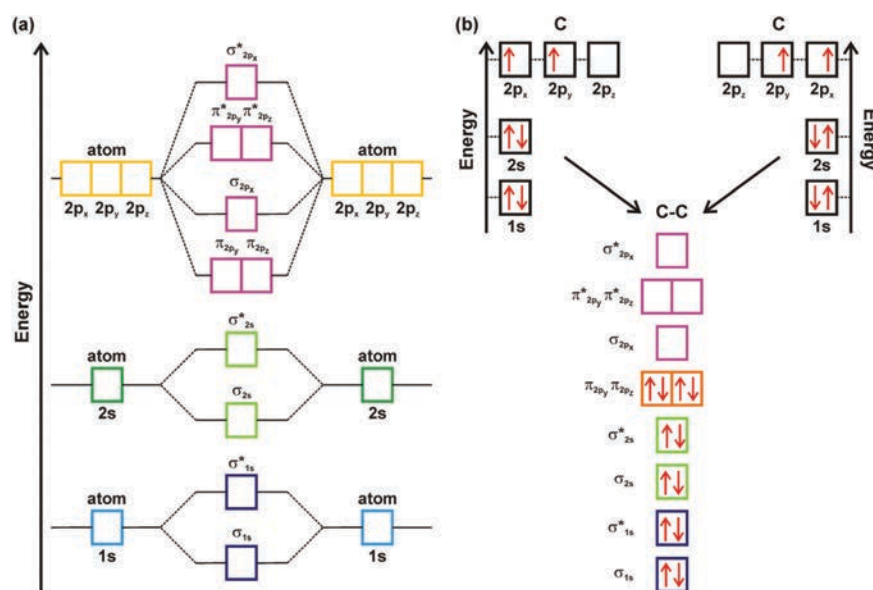 (a)
σ*2px
π*2py π*2pz
atom
atom
2px 2py 2pz
σ2px
2px 2py 2pz
π2py π2pz
Energy
σ*2s
atom
atom
2s
σ2s
2s
σ*1s
atom
atom
1s
σ1s
1s
(b)
C
C
2px
2py
2pz
2pz
2py
2px
Energy
Energy
2s
2s
1s
1s
C-C
σ*2px
π*2py π*2pz
σ2px
π2py π2pz
σ*2s
σ2s
σ*1s
σ1s